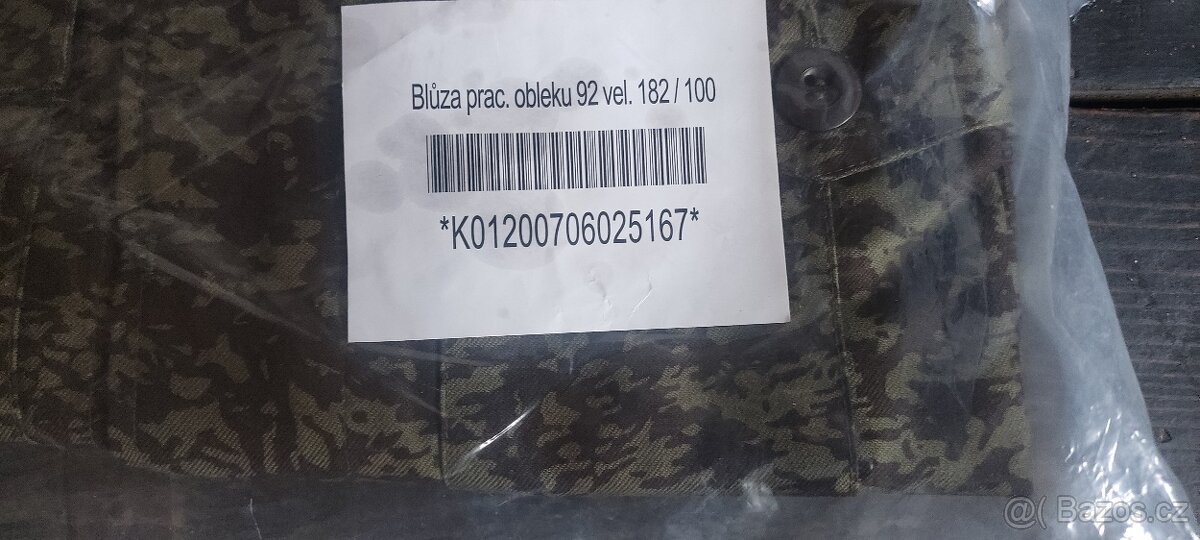 Blůza prac. obleku 92 vel. 182 / 100
*K01200706025167*
@( Bazos.cz